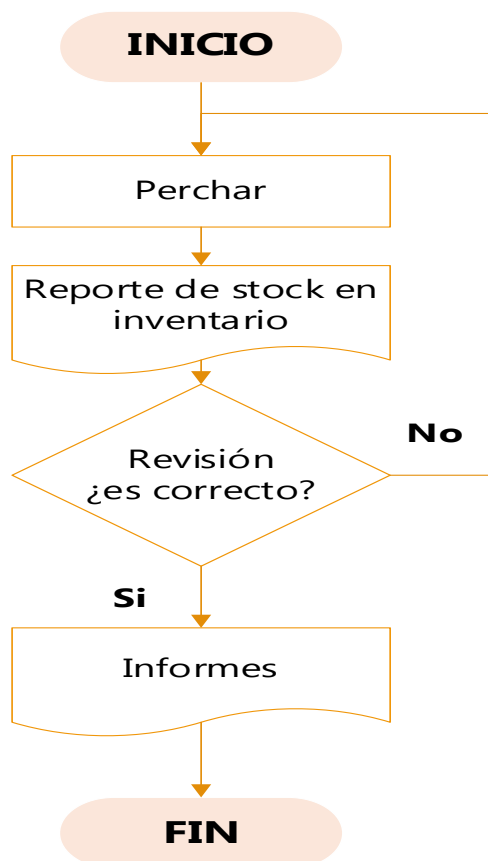 INICIO
Perchar
Reporte de stock en
inventario
Revisión
¿es correcto?
No
Si
Informes
FIN